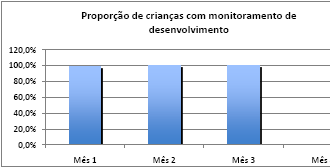 Proporção de crianças com monitoramento de
desenvolvimento
120,0%
100,0%
80,0%
60,0%
40,0%
20,0%
0,0%
Mês 1 Mês 2 Mês 3 Mês